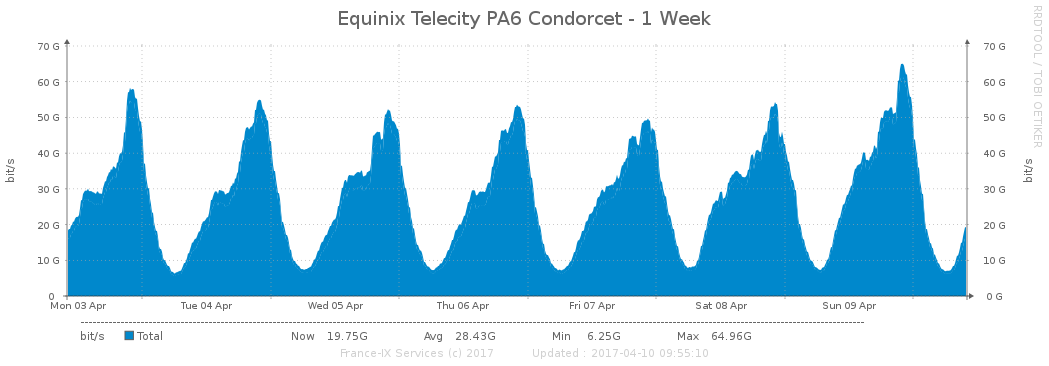 Equinix Telecity PA6 Condorcet - 1 Week
RRDTOOL / TOBI OETIKER
70 G 70 G
60 G 60 G
50 G 50 G
40 G 40 G
bit/s bit/s
30 G 30 G
20 G 20 G
10 G 10 G
0 0 G
Mon 03 Apr Tue 04 Apr Wed 05 Apr Thu 06 Apr Fri 07 Apr Sat 08 Apr Sun 09 Apr
bit/s Total Now 19.75G Avg 28.43G Min 6.25G Max 64.96G
France-IX Services (c) 2017 Updated : 2017-04-10 09:55:10